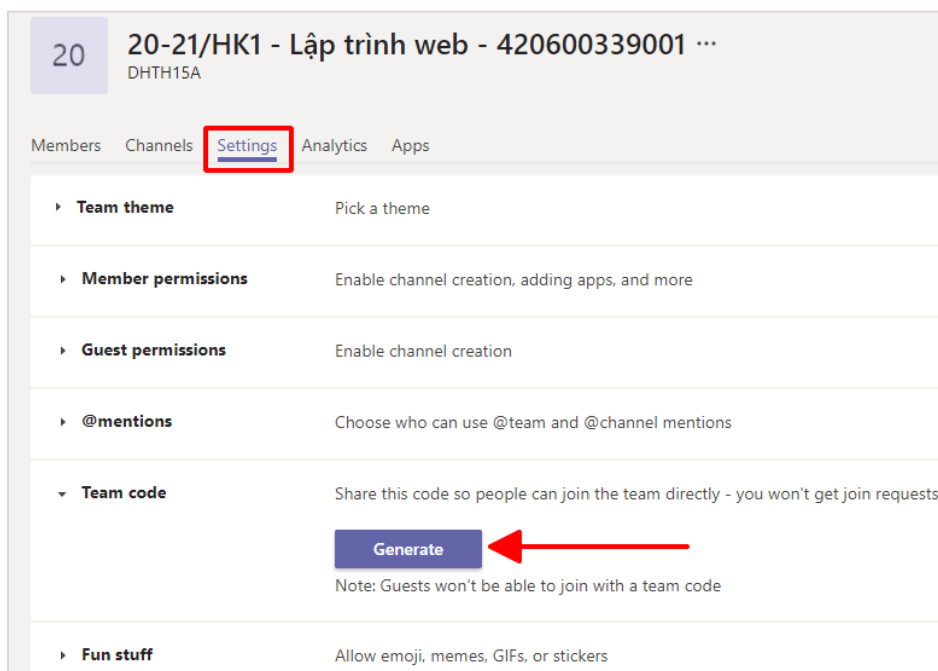 20
20-21/HK1 - Lập trình web - 420600339001 ···
DHTH15A
Members Channels Settings Analytics Apps
Team theme Pick a theme
Member permissions Enable channel creation, adding apps, and more
Guest permissions Enable channel creation
@mentions Choose who can use @team and @channel mentions
Team code Share this code so people can join the team directly - you won't get join requests
Generate
Note: Guests won't be able to join with a team code
Fun stuff Allow emoji, memes, GIFs, or stickers